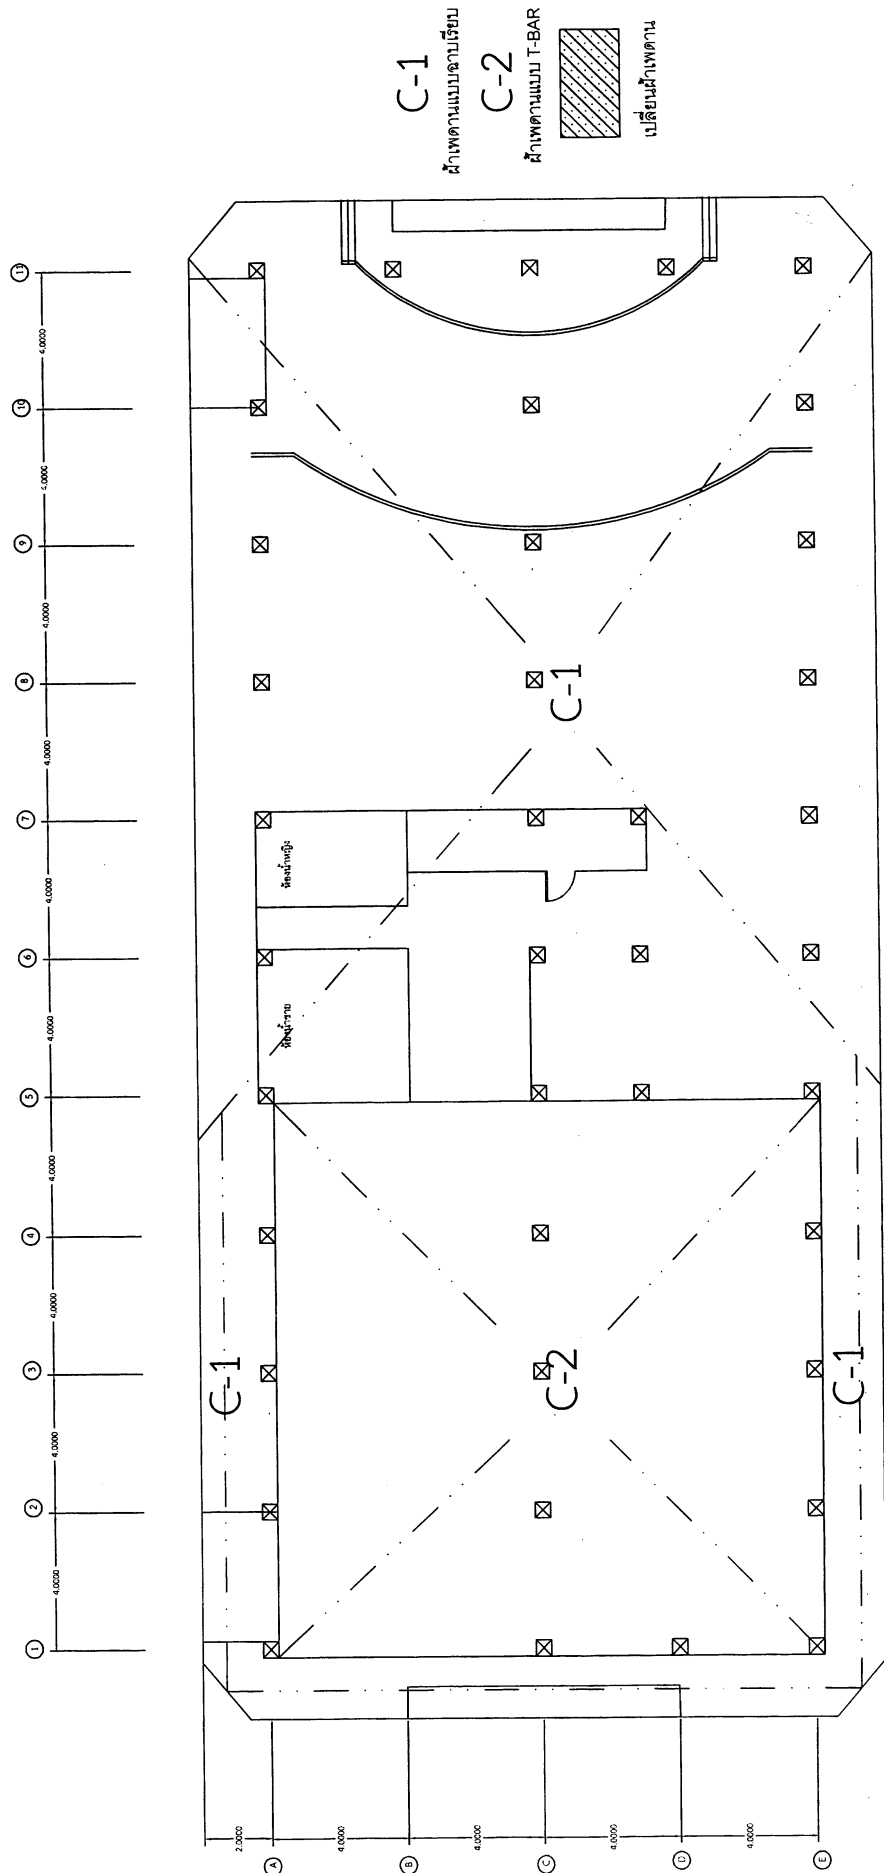 C-1
ฝ้าเพดานแบบฉาบเรียบ
C-2
ฝ้าเพดานแบบ T-BAR
เปลี่ยนฝ้าเพดาน
1
4.0000
2
4.0000
3
4.0000
4
4.0000
5
4.0000
6
4.0000
7
4.0000
8
4.0000
9
4.0000
10
4.0000
11
C-1
ห้องน้ำชาย
ห้องน้ำหญิง
C-2
C-1
C-1
2.0000
A
4.0000
B
4.0000
C
4.0000
D
4.0000
E